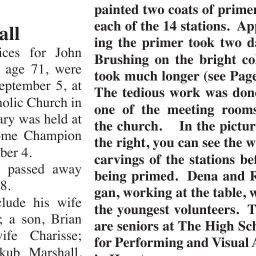 all
ices for John
age 71, were
eptember 5, at
holic Church in
ary was held at
ome Champion
ber 4.
passed away
8.
clude his wife
; a son, Brian
wife Charisse;
kub Marshall,
painted two coats of primer
each of the 14 stations. App
ing the primer took two da
Brushing on the bright col
took much longer (see Page
The tedious work was done
one of the meeting rooms
the church. In the picture
the right, you can see the w
carvings of the stations bef
being primed. Dena and R
gan, working at the table, w
the youngest volunteers. T
are seniors at The High Sch
for Performing and Visual A